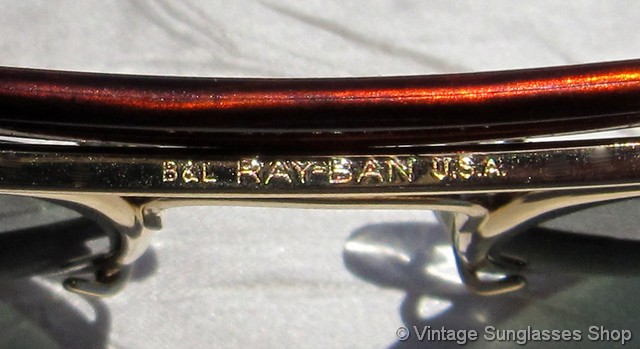 B&L RAY-BAN U.S.A.
© Vintage Sunglasses Shop